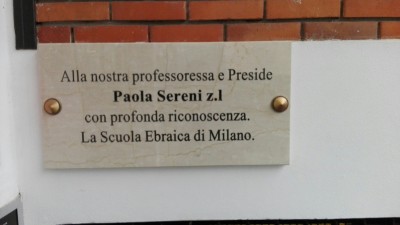 Alla nostra professoressa e Preside
Paola Sereni z.l
con profonda riconoscenza.
La Scuola Ebraica di Milano.